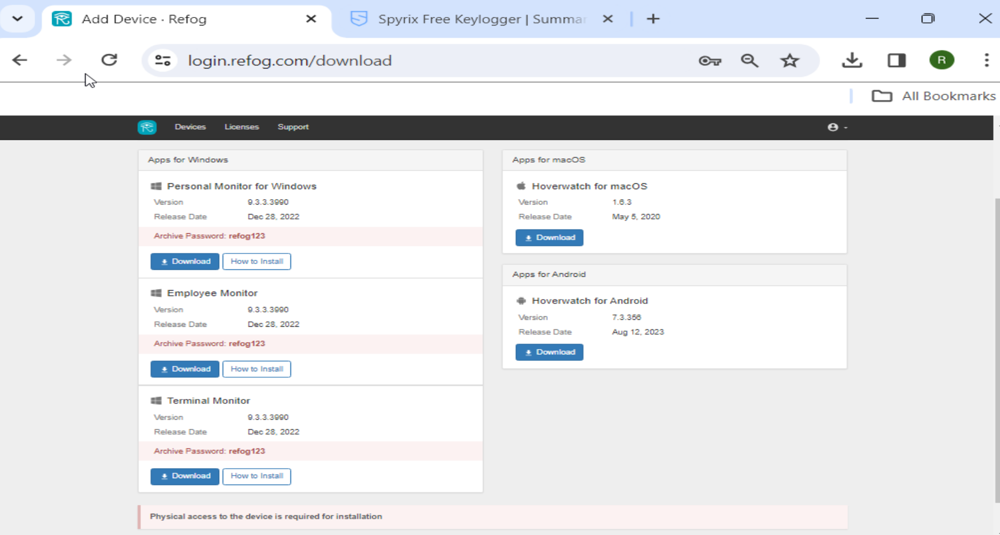 Add Device · Refog
Spyrix Free Keylogger | Summar
login.refog.com/download
R
All Bookmarks
Devices Licenses Support
Apps for Windows
Personal Monitor for Windows
Version 9.3.3.3990
Release Date Dec 28, 2022
Archive Password: refog123
Download How to Install
Employee Monitor
Version 9.3.3.3990
Release Date Dec 28, 2022
Archive Password: refog123
Download How to Install
Terminal Monitor
Version 9.3.3.3990
Release Date Dec 28, 2022
Archive Password: refog123
Download How to Install
Apps for macOS
Hoverwatch for macOS
Version 1.6.3
Release Date May 5, 2020
Download
Apps for Android
Hoverwatch for Android
Version 7.3.356
Release Date Aug 12, 2023
Download
Physical access to the device is required for installation